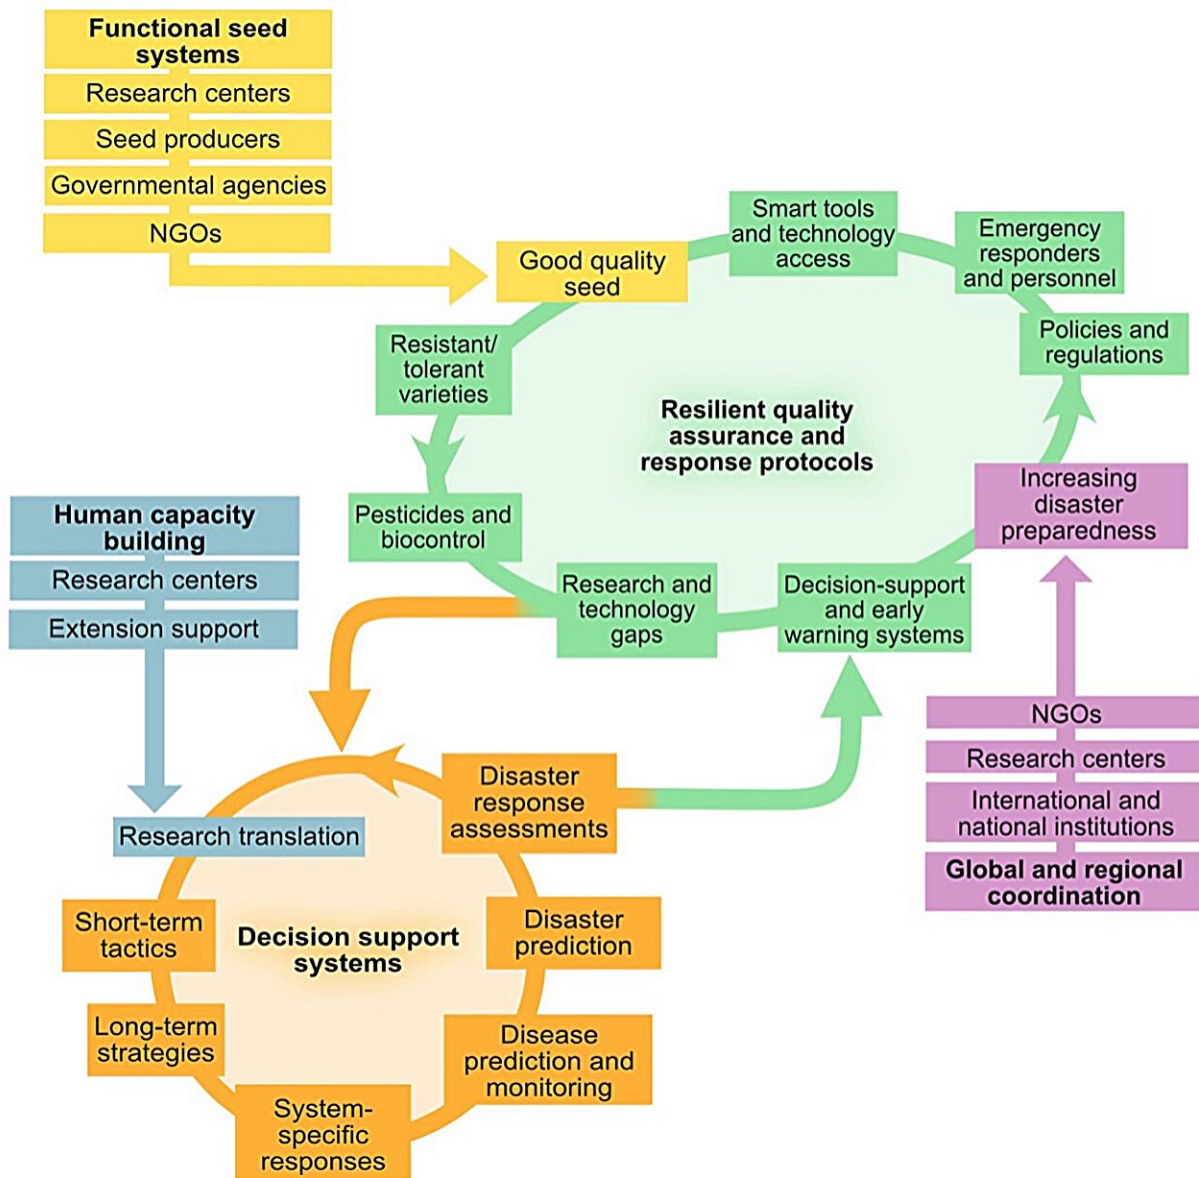 Functional seed
systems
Research centers
Seed producers
Governmental agencies
NGOs
Good quality
seed
Smart tools
and technology
access
Emergency
responders
and personnel
Policies and
regulations
Resistant/
tolerant
varieties
Resilient quality
assurance and
response protocols
Increasing
disaster
preparedness
Pesticides and
biocontrol
Research and
technology
gaps
Decision-support
and early
warning systems
Human capacity
building
Research centers
Extension support
NGOs
Research centers
International and
national institutions
Global and regional
coordination
Research translation
Disaster
response
assessments
Short-term
tactics
Decision support
systems
Disaster
prediction
Long-term
strategies
Disease
prediction and
monitoring
System-
specific
responses